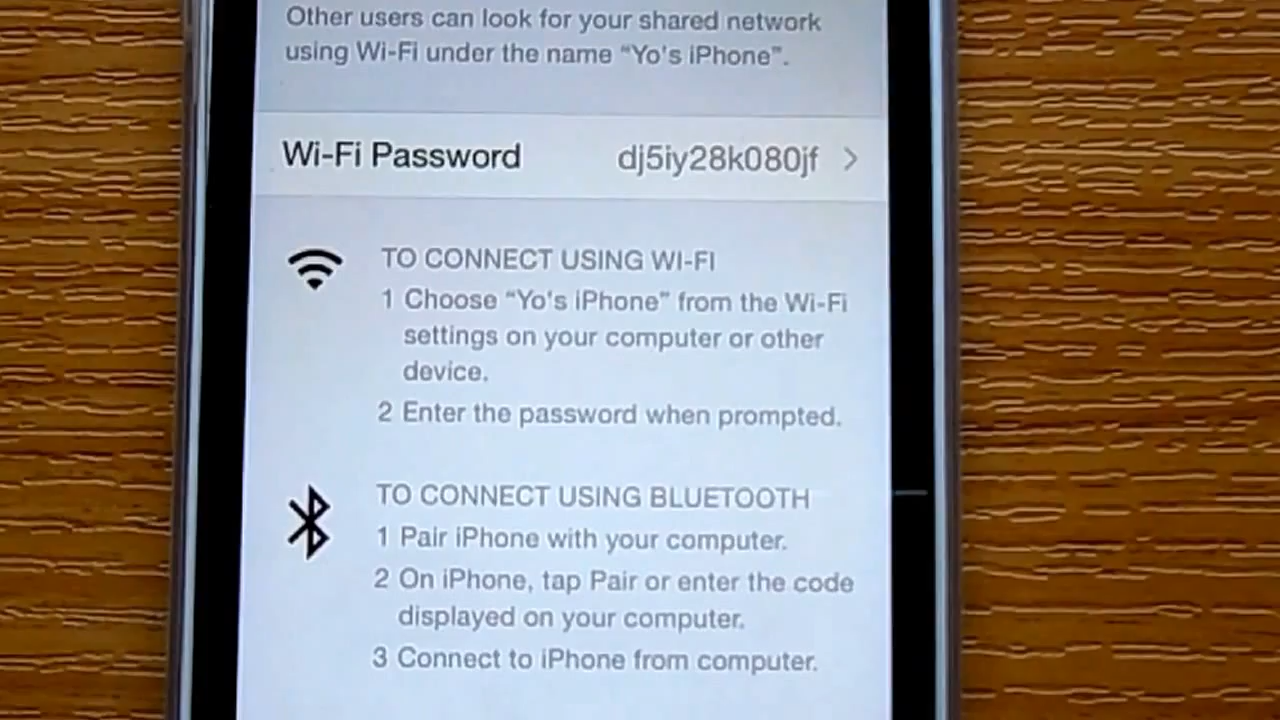 Other users can look for your shared network
using Wi-Fi under the name “Yo's iPhone”.
Wi-Fi Password dj5iy28k080jf >
TO CONNECT USING WI-FI
1 Choose “Yo's iPhone” from the Wi-Fi
settings on your computer or other
device.
2 Enter the password when prompted.
TO CONNECT USING BLUETOOTH
1 Pair iPhone with your computer.
2 On iPhone, tap Pair or enter the code
displayed on your computer.
3 Connect to iPhone from computer.